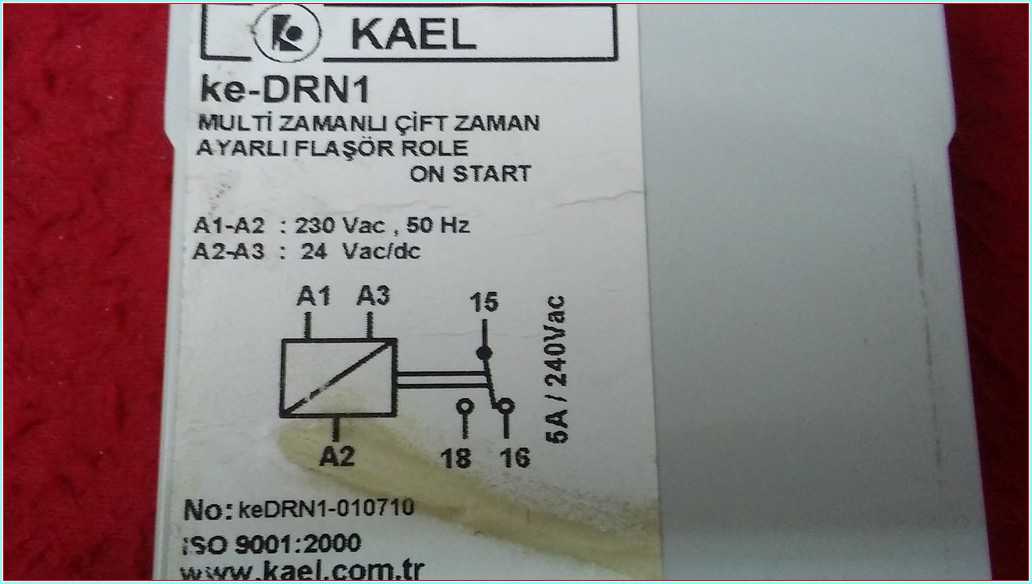 KAEL
ke-DRN1
MULTİ ZAMANLI ÇİFT ZAMAN
AYARLI FLAŞÖR ROLE
ON START
A1-A2 : 230 Vac , 50 Hz
A2-A3 : 24 Vac/dc
A1 A3 15
5A / 240Vac
A2 18 16
No: keDRN1-010710
ISO 9001:2000
www.kael.com.tr